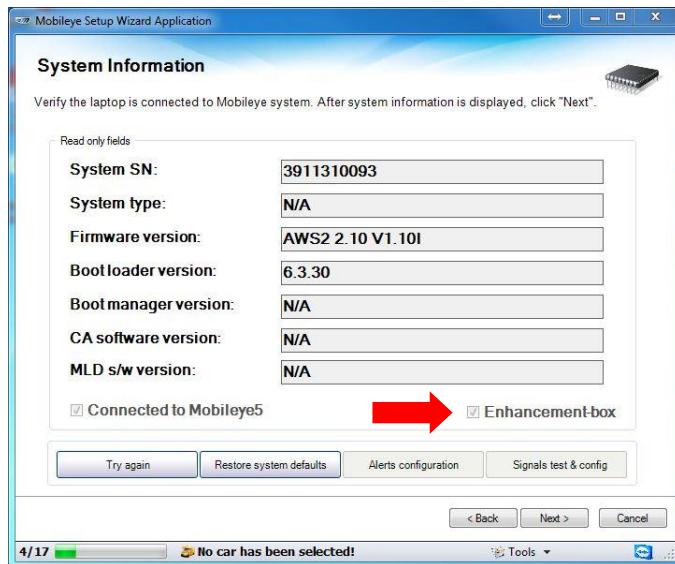 Mobileye Setup Wizard Application
System Information
Verify the laptop is connected to Mobileye system. After system information is displayed, click "Next".
Read only fields
System SN: 3911310093
System type: N/A
Firmware version: AWS2 2.10 V1.10I
Boot loader version: 6.3.30
Boot manager version: N/A
CA software version: N/A
MLD s/w version: N/A
Connected to Mobileye5 Enhancement-box
Try again Restore system defaults Alerts configuration Signals test & config
< Back Next > Cancel
4/17 No car has been selected! Tools